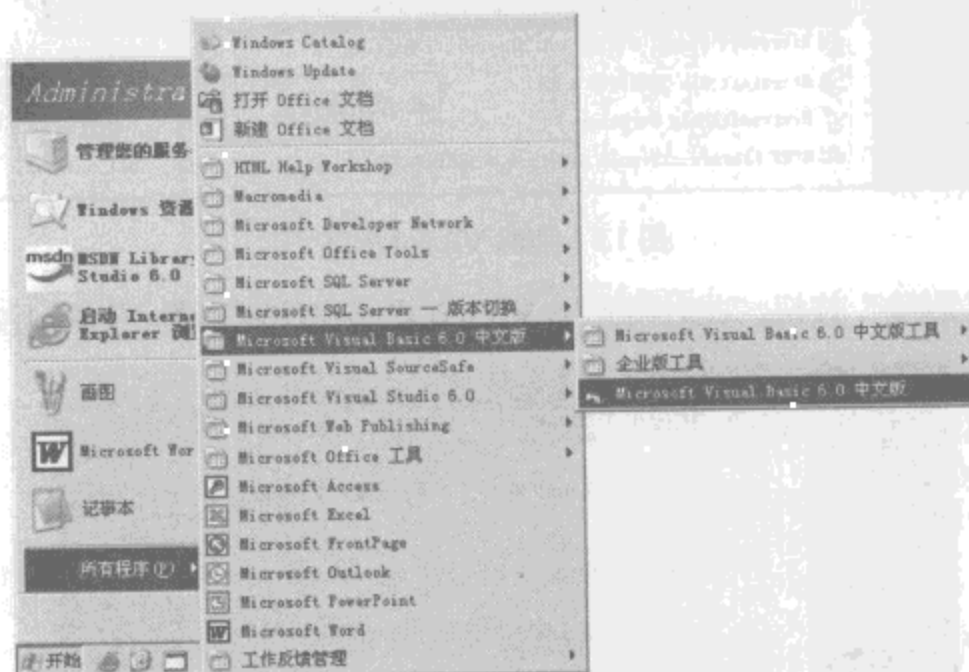 Administra
管理您的服务
Windows 资源
msdn
MSDN Library
Studio 6.0
启动 Interne
Explorer 浏
画图
Microsoft Wor
记事本
所有程序(P)
开始
Windows Catalog
Windows Update
打开 Office 文档
新建 Office 文档
HTML Help Workshop
Macromedia
Microsoft Developer Network
Microsoft Office Tools
Microsoft SQL Server
Microsoft SQL Server — 版本切换
Microsoft Visual Basic 6.0 中文版
Microsoft Visual SourceSafe
Microsoft Visual Studio 6.0
Microsoft Web Publishing
Microsoft Office 工具
Microsoft Access
Microsoft Excel
Microsoft FrontPage
Microsoft Outlook
Microsoft PowerPoint
Microsoft Word
工作反馈管理
Microsoft Visual Basic 6.0 中文版工具
企业版工具
Microsoft Visual Basic 6.0 中文版